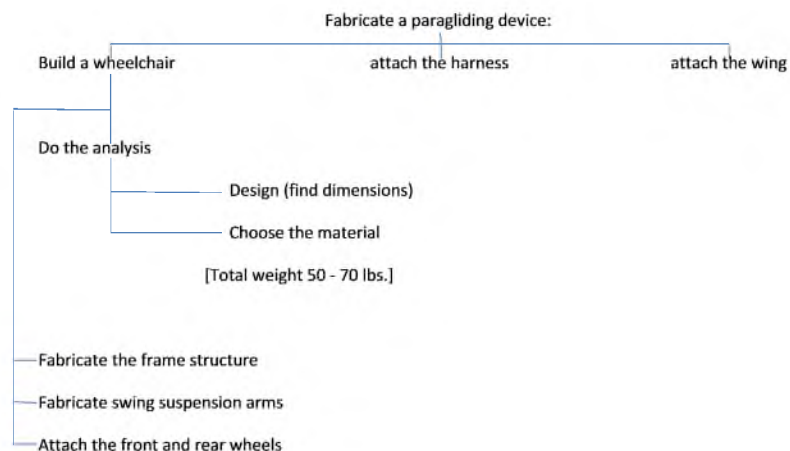 Fabricate a paragliding device:
Build a wheelchair
attach the harness
attach the wing
Do the analysis
Design (find dimensions)
Choose the material
[Total weight 50 - 70 lbs.]
Fabricate the frame structure
Fabricate swing suspension arms
Attach the front and rear wheels